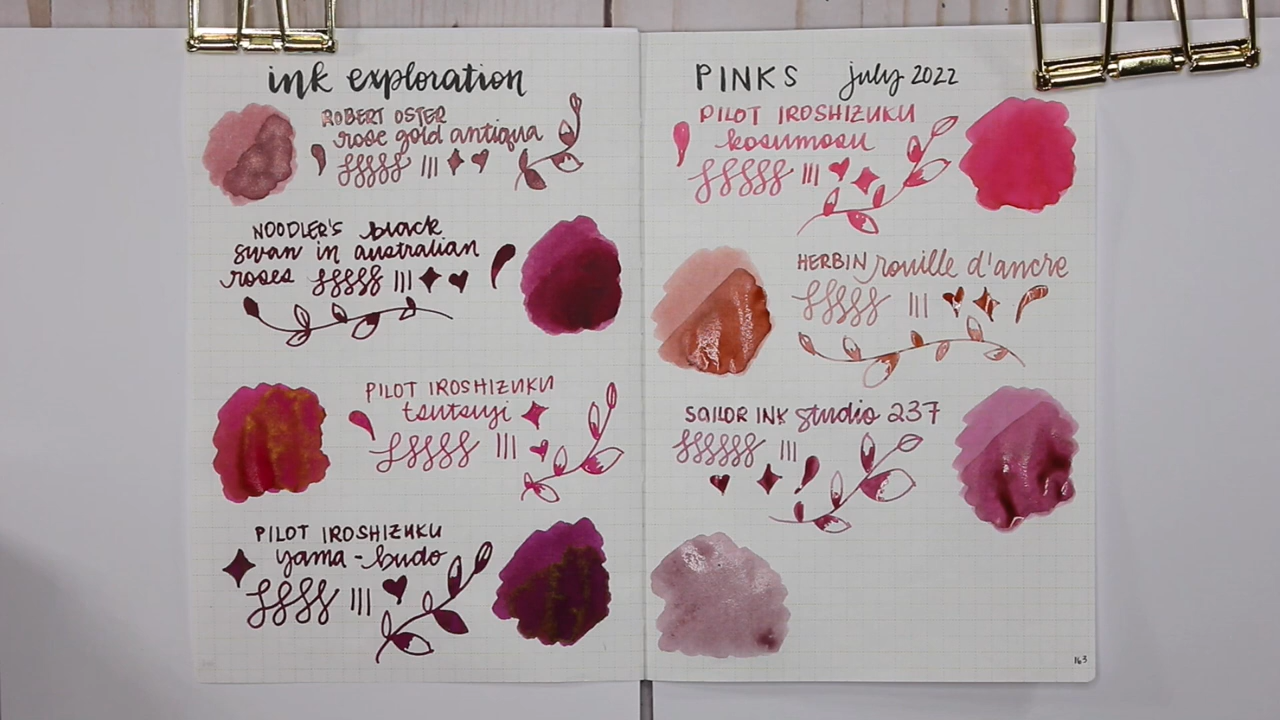 ink exploration
ROBERT OSTER
rose gold antiqua
NOODLER'S black
swan in australian
roses
PILOT IROSHIZUKU
tsutsuji
PILOT IROSHIZUKU
yama-budo
PINKS july 2022
PILOT IROSHIZUKU
kosumosu
HERBIN rouille d'ancre
SAILOR INK studio 237
163